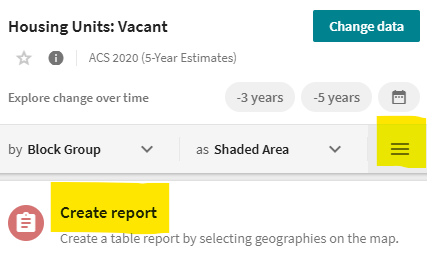 Housing Units: Vacant
Change data
ACS 2020 (5-Year Estimates)
Explore change over time
-3 years
-5 years
by Block Group
as Shaded Area
Create report
Create a table report by selecting geographies on the map.